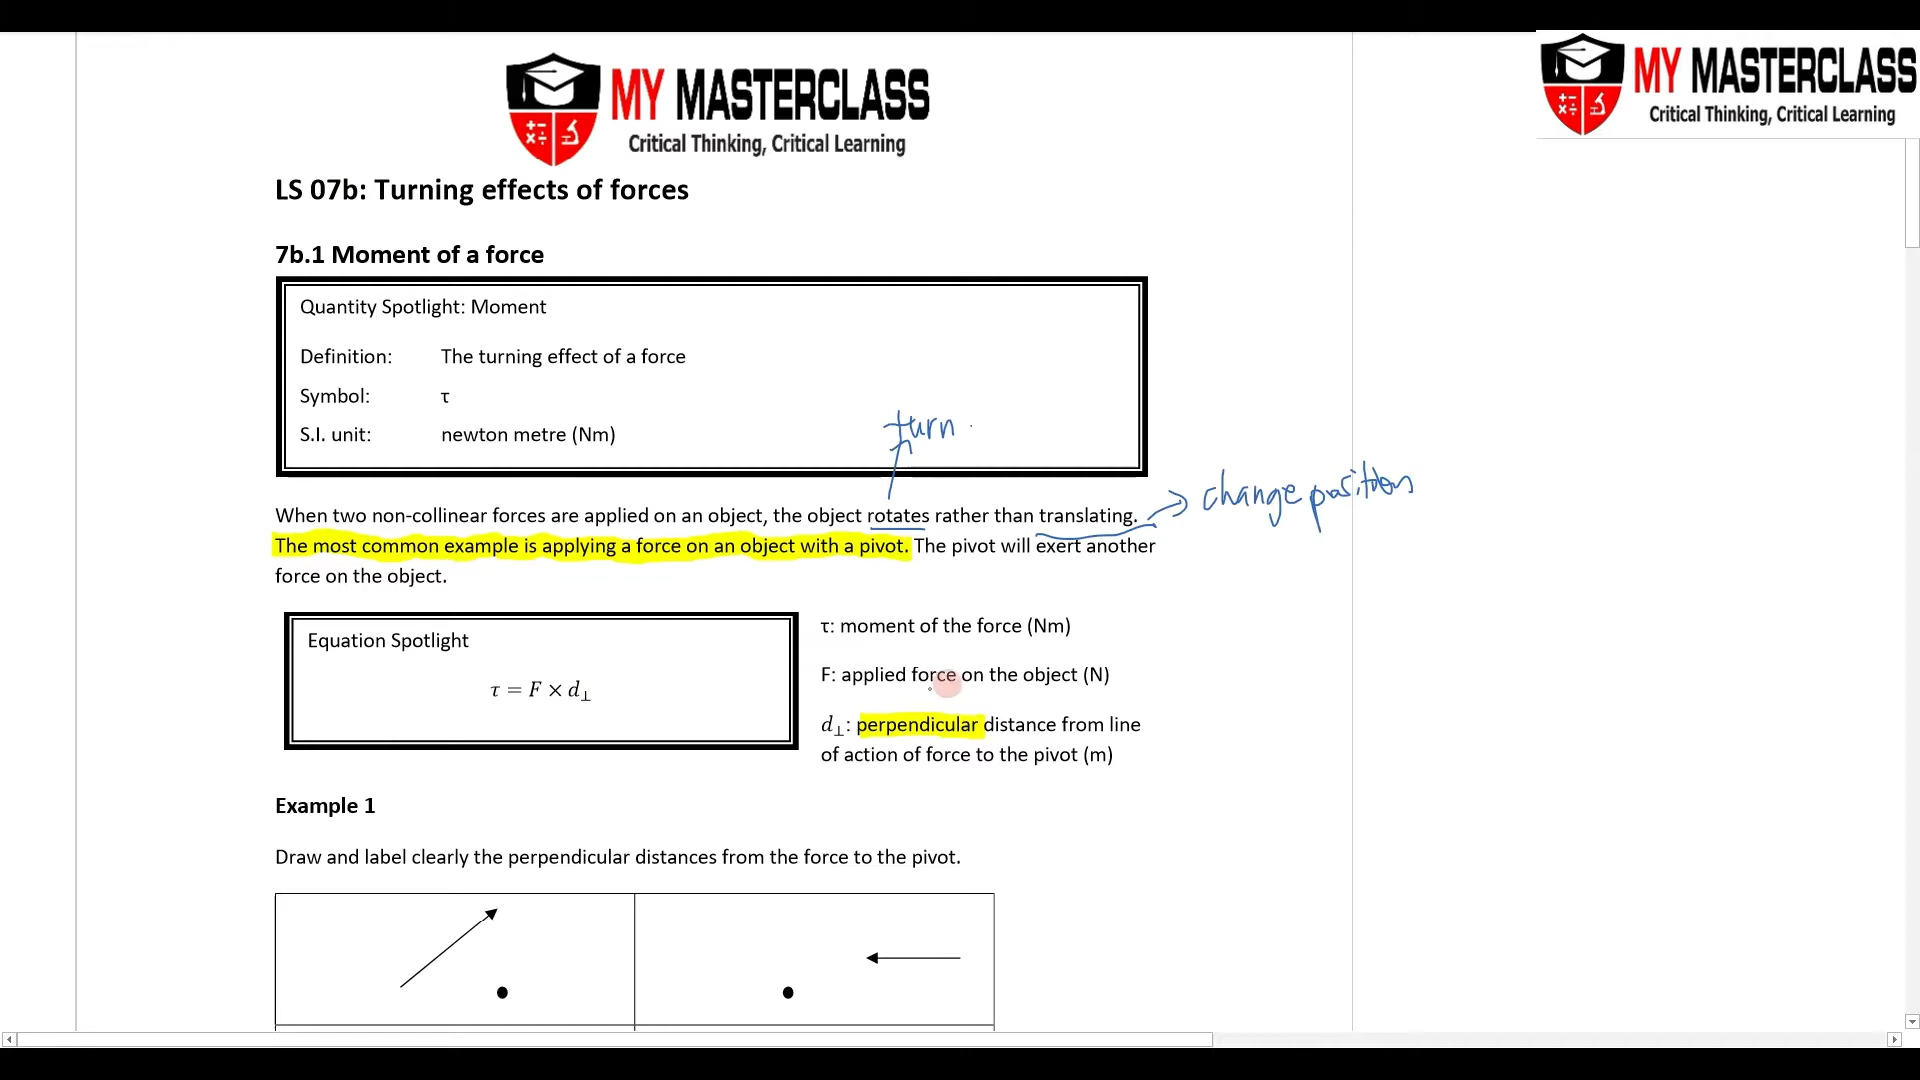 MY MASTERCLASS
Critical Thinking, Critical Learning
MY MASTERCLASS
Critical Thinking, Critical Learning
LS 07b: Turning effects of forces
7b.1 Moment of a force
Quantity Spotlight: Moment
Definition: The turning effect of a force
Symbol: τ
S.I. unit: newton metre (Nm)
turn
change position
When two non-collinear forces are applied on an object, the object rotates rather than translating.
The most common example is applying a force on an object with a pivot. The pivot will exert another
force on the object.
Equation Spotlight
τ = F × d⊥
τ: moment of the force (Nm)
F: applied force on the object (N)
d⊥: perpendicular distance from line
of action of force to the pivot (m)
Example 1
Draw and label clearly the perpendicular distances from the force to the pivot.